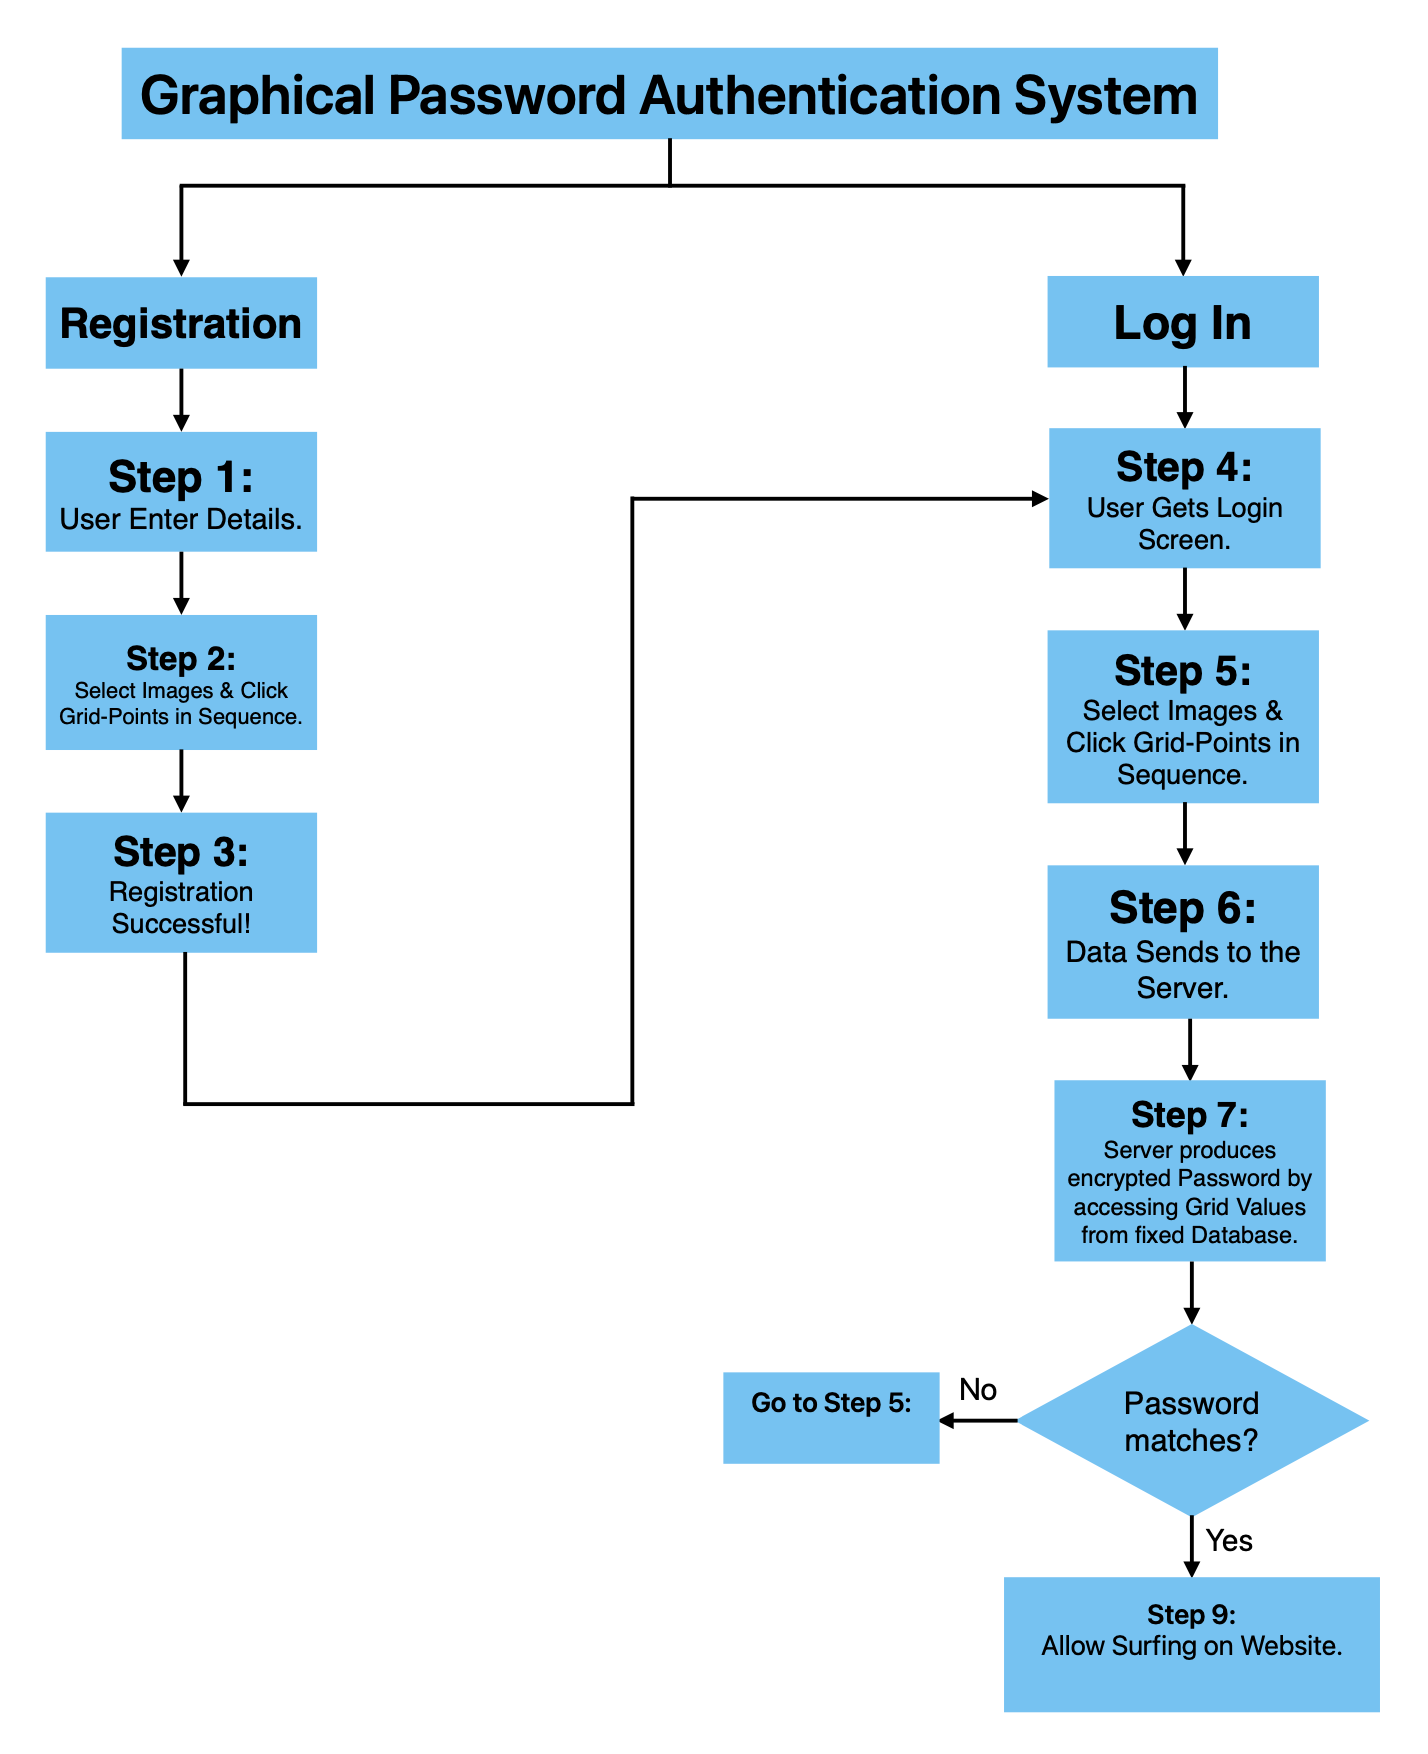 Graphical Password Authentication System
Registration
Step 1:
User Enter Details.
Step 2:
Select Images & Click
Grid-Points in Sequence.
Step 3:
Registration
Successful!
Log In
Step 4:
User Gets Login
Screen.
Step 5:
Select Images &
Click Grid-Points in
Sequence.
Step 6:
Data Sends to the
Server.
Step 7:
Server produces
encrypted Password by
accessing Grid Values
from fixed Database.
Password
matches?
No
Go to Step 5:
Yes
Step 9:
Allow Surfing on Website.